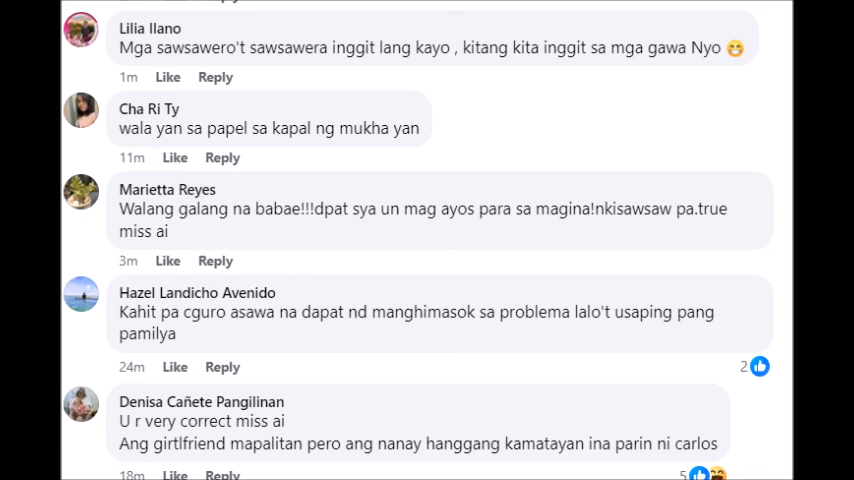 Lilia Ilano
Mga sawsawero't sawsawera inggit lang kayo , kitang kita inggit sa mga gawa Nyo 😁
1m Like Reply
Cha Ri Ty
wala yan sa papel sa kapal ng mukha yan
11m Like Reply
Marietta Reyes
Walang galang na babae!!!dpat sya un mag ayos para sa magina!nkisawsaw pa.true
miss ai
3m Like Reply
Hazel Landicho Avenido
Kahit pa cguro asawa na dapat nd manghimasok sa problema lalo't usaping pang
pamilya
24m Like Reply 2
Denisa Cañete Pangilinan
U r very correct miss ai
Ang girtlfriend mapalitan pero ang nanay hanggang kamatayan ina parin ni carlos
18m Like Reply 5